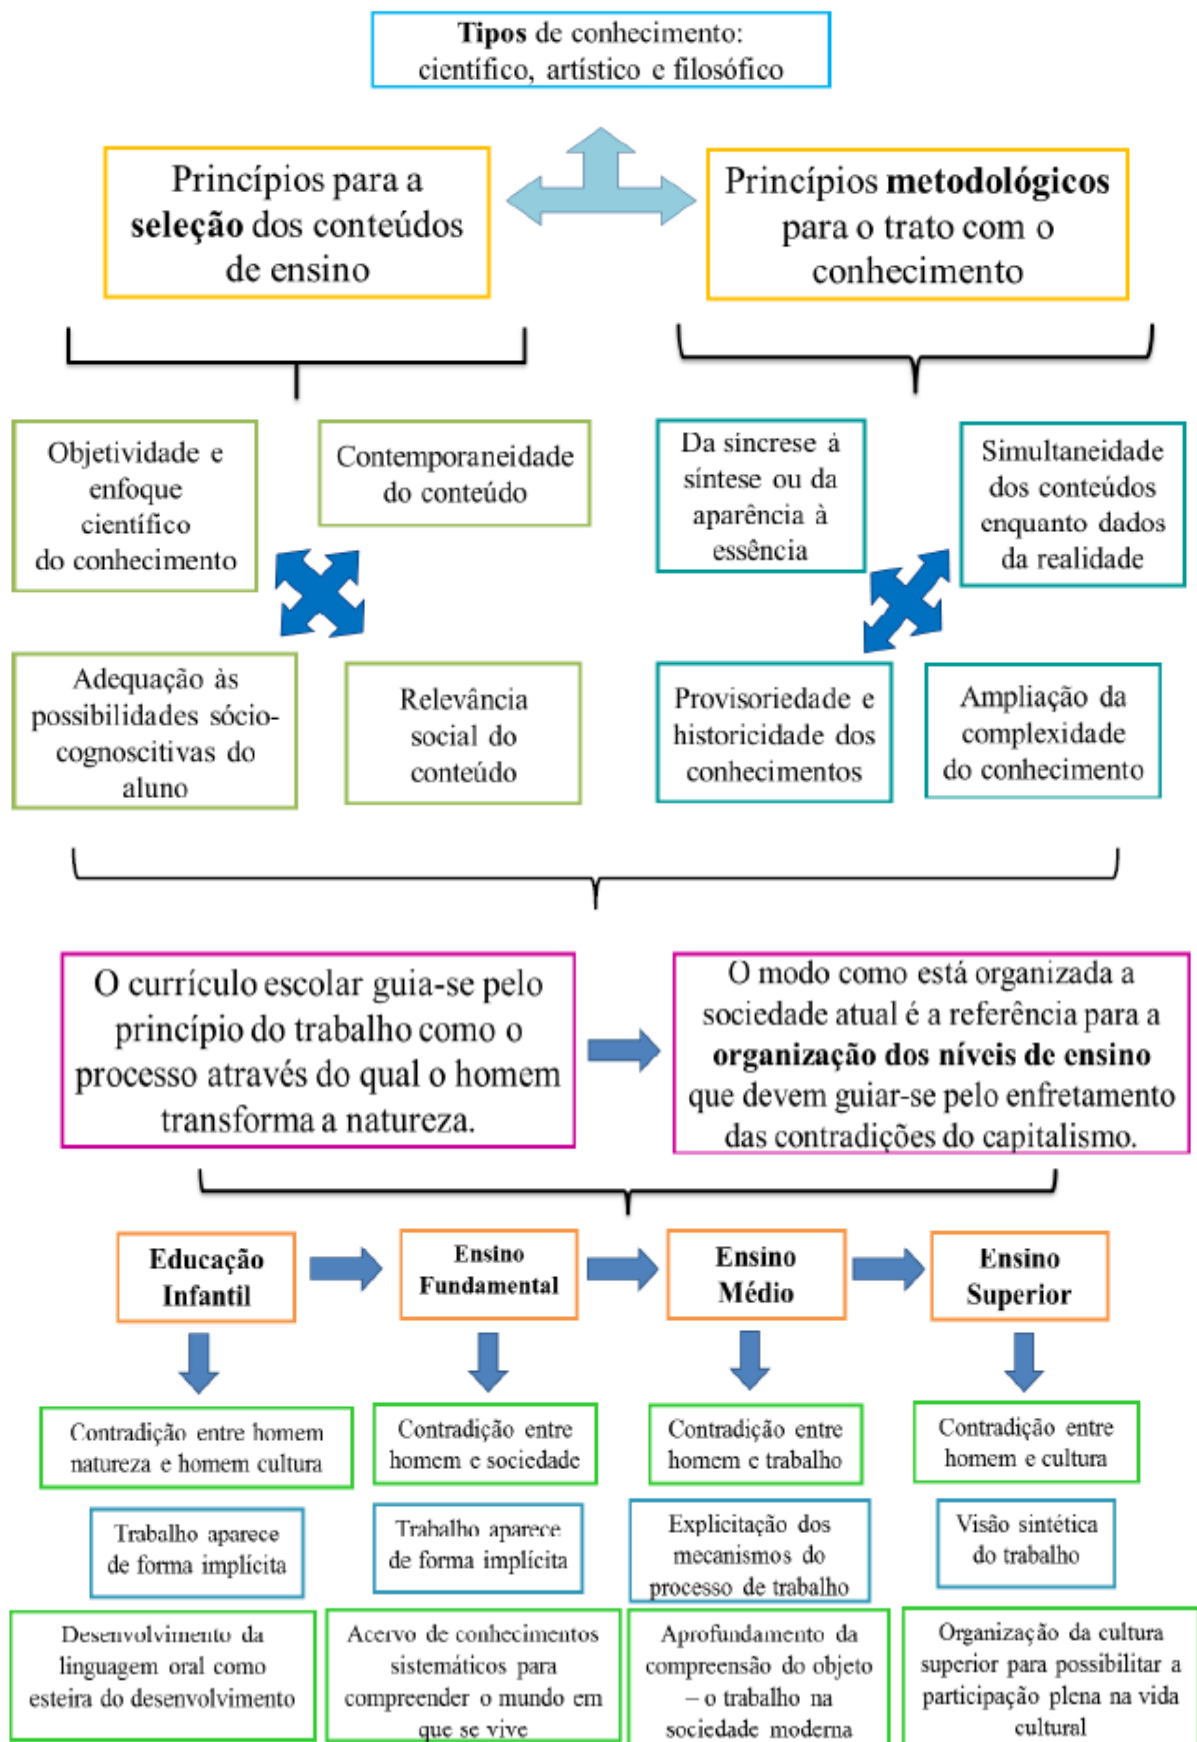 Tipos de conhecimento:
científico, artístico e filosófico
Princípios para a
seleção dos conteúdos
de ensino
Princípios metodológicos
para o trato com o
conhecimento
Objetividade e
enfoque
científico
do conhecimento
Contemporaneidade
do conteúdo
Da síncrese à
síntese ou da
aparência à
essência
Simultaneidade
dos conteúdos
enquanto dados
da realidade
Adequação às
possibilidades sócio-
cognoscitivas do
aluno
Relevância
social do
conteúdo
Provisoriedade e
historicidade dos
conhecimentos
Ampliação da
complexidade
do conhecimento
O currículo escolar guia-se pelo
princípio do trabalho como o
processo através do qual o homem
transforma a natureza.
O modo como está organizada a
sociedade atual é a referência para a
organização dos níveis de ensino
que devem guiar-se pelo enfretamento
das contradições do capitalismo.
Educação
Infantil
Ensino
Fundamental
Ensino
Médio
Ensino
Superior
Contradição entre homem
natureza e homem cultura
Contradição entre
homem e sociedade
Contradição entre
homem e trabalho
Contradição entre
homem e cultura
Trabalho aparece
de forma implícita
Trabalho aparece
de forma implícita
Explicitação dos
mecanismos do
processo de trabalho
Visão sintética
do trabalho
Desenvolvimento da
linguagem oral como
esteira do desenvolvimento
Acervo de conhecimentos
sistemáticos para
compreender o mundo em
que se vive
Aprofundamento da
compreensão do objeto
– o trabalho na
sociedade moderna
Organização da cultura
superior para possibilitar a
participação plena na vida
cultural